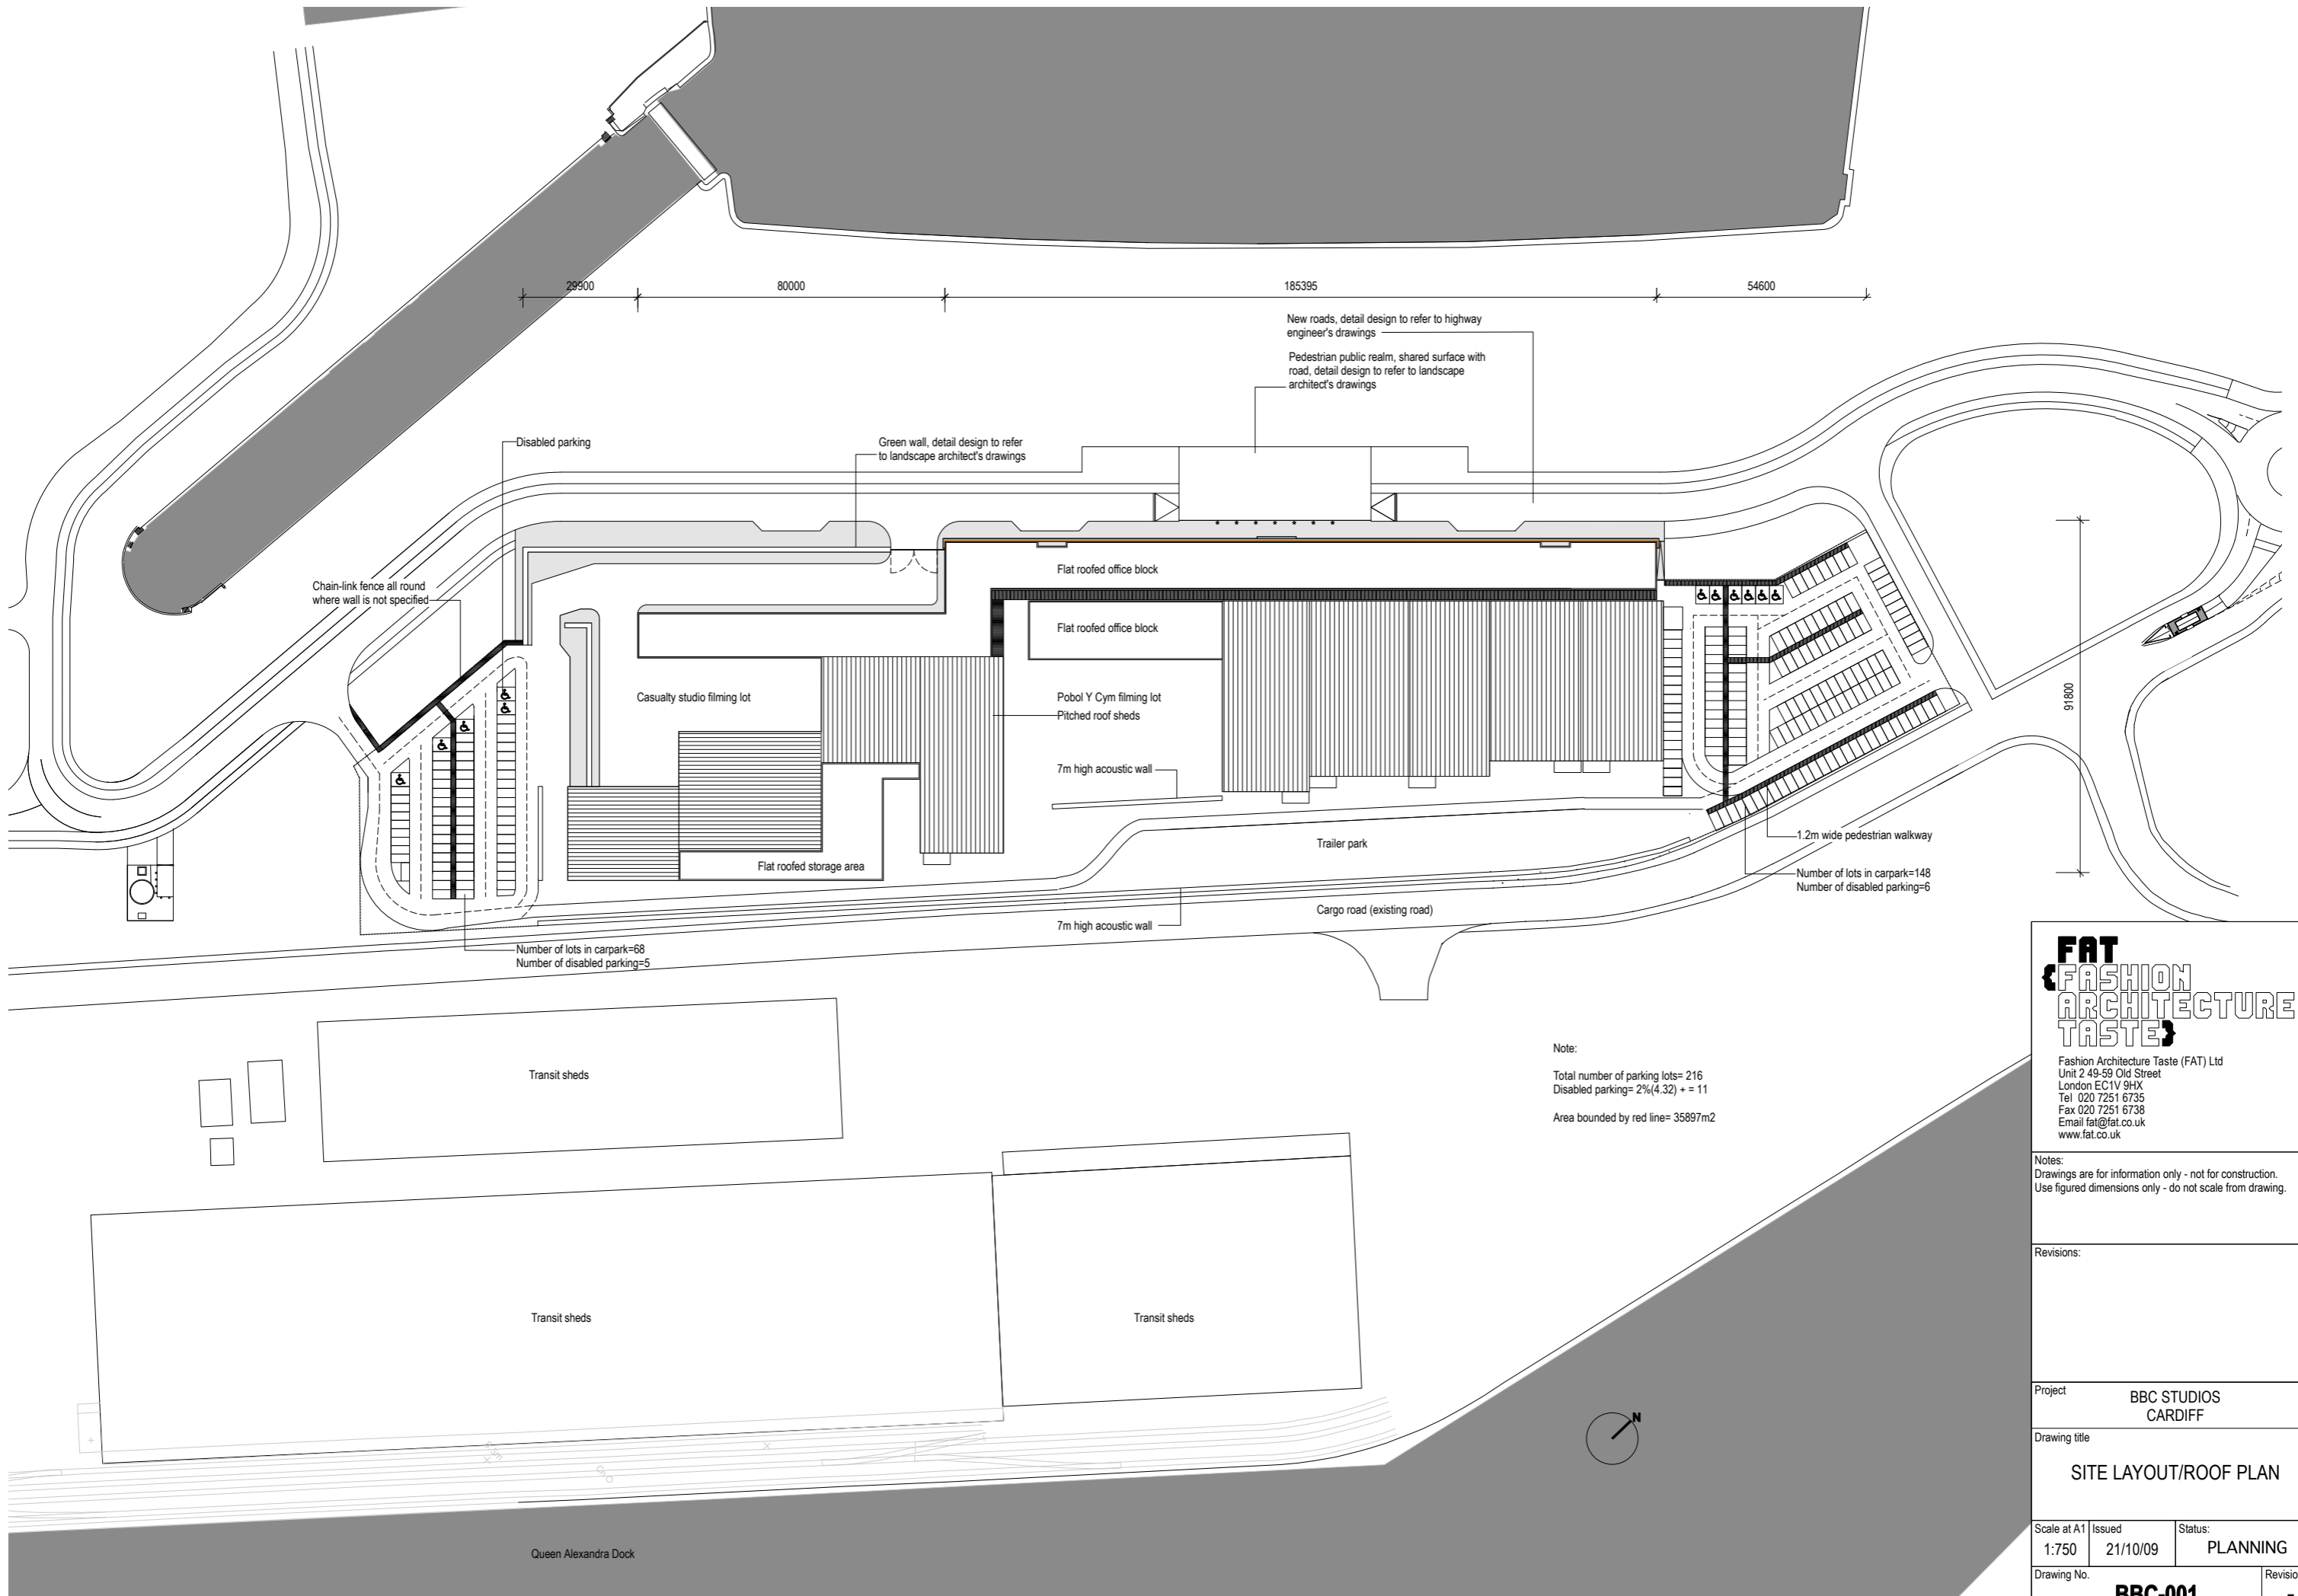 29900
80000
185395
54600
New roads, detail design to refer to highway
engineer's drawings
Pedestrian public realm, shared surface with
road, detail design to refer to landscape
architect's drawings
Disabled parking
Green wall, detail design to refer
to landscape architect's drawings
Chain-link fence all round
where wall is not specified
Flat roofed office block
Flat roofed office block
Casualty studio filming lot
Pobol Y Cym filming lot
Pitched roof sheds
91800
7m high acoustic wall
Trailer park
1.2m wide pedestrian walkway
Flat roofed storage area
Number of lots in carpark=148
Number of disabled parking=6
Cargo road (existing road)
7m high acoustic wall
Number of lots in carpark=68
Number of disabled parking=5
Transit sheds
Note:
Total number of parking lots= 216
Disabled parking= 2%(4.32) + = 11
Area bounded by red line= 35897m2
Transit sheds
Transit sheds
N
Queen Alexandra Dock
FAT
{FASHION
ARCHITECTURE
TASTE}
Fashion Architecture Taste (FAT) Ltd
Unit 2 49-59 Old Street
London EC1V 9HX
Tel 020 7251 6735
Fax 020 7251 6738
Email fat@fat.co.uk
www.fat.co.uk
Notes:
Drawings are for information only - not for construction.
Use figured dimensions only - do not scale from drawing.
Revisions:
Project
BBC STUDIOS
CARDIFF
Drawing title
SITE LAYOUT/ROOF PLAN
Scale at A1
1:750
Issued
21/10/09
Status:
PLANNING
Drawing No.
BBC-001